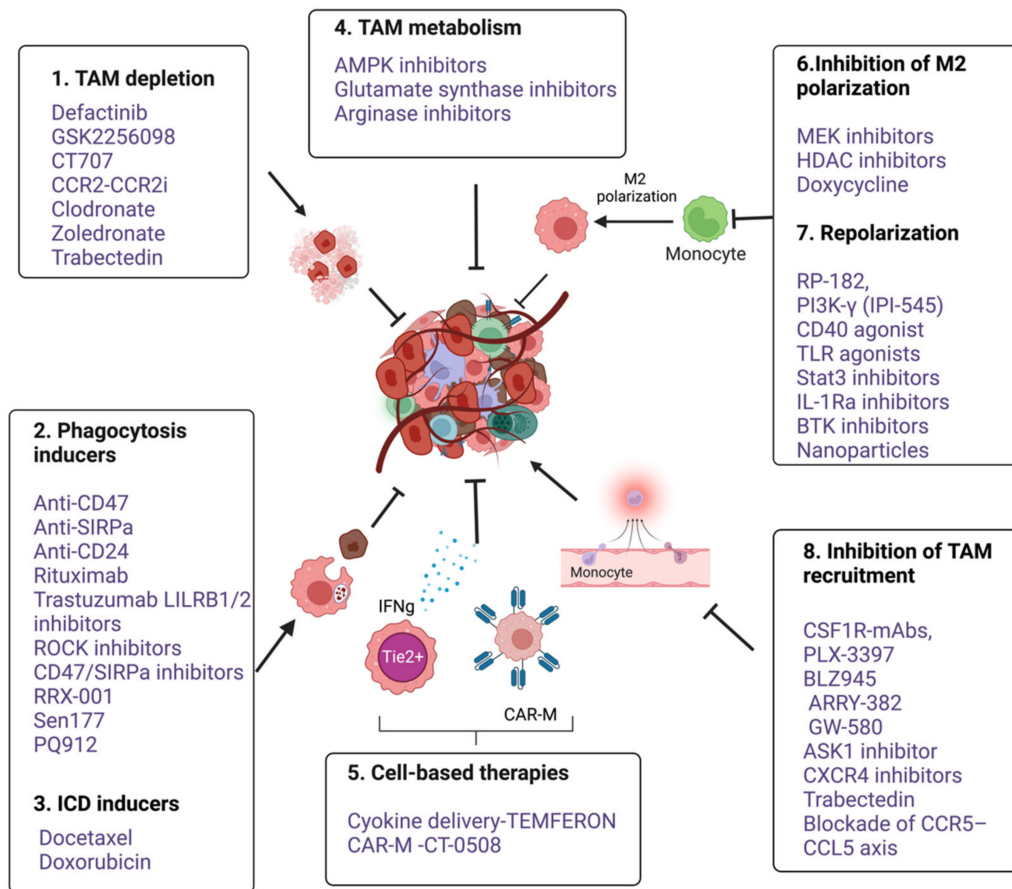 1. TAM depletion
Defactinib
GSK2256098
CT707
CCR2-CCR2i
Clodronate
Zoledronate
Trabectedin
4. TAM metabolism
AMPK inhibitors
Glutamate synthase inhibitors
Arginase inhibitors
6.Inhibition of M2
polarization
MEK inhibitors
HDAC inhibitors
Doxycycline
7. Repolarization
RP-182,
PI3K-γ (IPI-545)
CD40 agonist
TLR agonists
Stat3 inhibitors
IL-1Ra inhibitors
BTK inhibitors
Nanoparticles
M2
polarization
Monocyte
2. Phagocytosis
inducers
Anti-CD47
Anti-SIRPa
Anti-CD24
Rituximab
Trastuzumab LILRB1/2
inhibitors
ROCK inhibitors
CD47/SIRPa inhibitors
RRX-001
Sen177
PQ912
3. ICD inducers
Docetaxel
Doxorubicin
IFNg
Tie2+
CAR-M
Monocyte
5. Cell-based therapies
Cyokine delivery-TEMFERON
CAR-M -CT-0508
8. Inhibition of TAM
recruitment
CSF1R-mAbs,
PLX-3397
BLZ945
ARRY-382
GW-580
ASK1 inhibitor
CXCR4 inhibitors
Trabectedin
Blockade of CCR5–
CCL5 axis